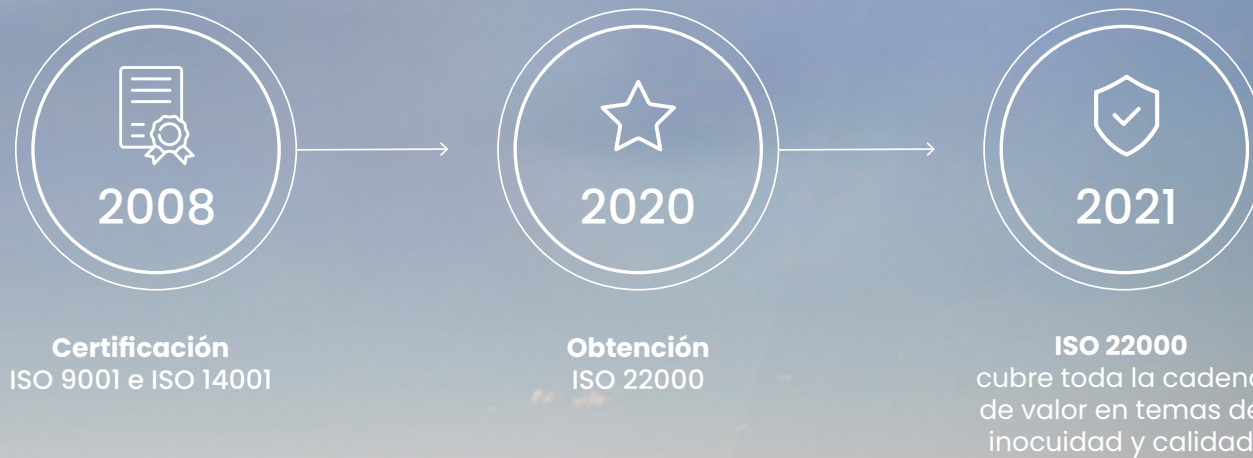 2008
Certificación
ISO 9001 e ISO 14001
2020
Obtención
ISO 22000
2021
ISO 22000
cubre toda la cadena
de valor en temas de
inocuidad y calidad